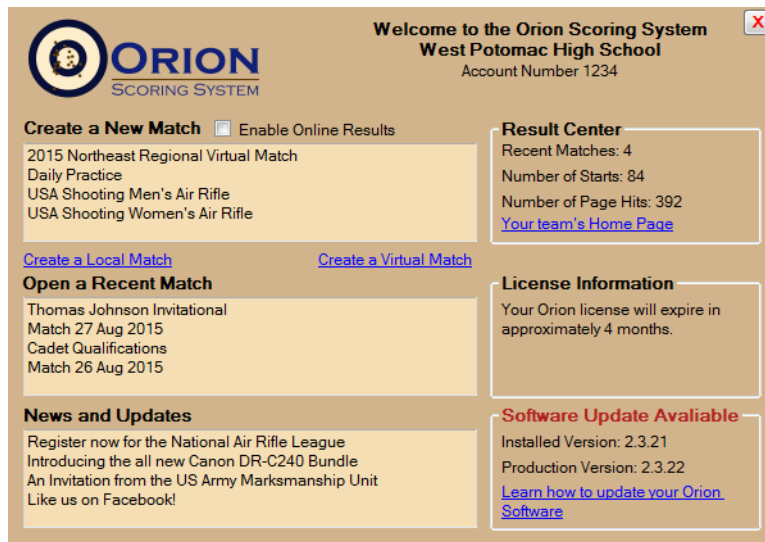 ORION
SCORING SYSTEM
Welcome to the Orion Scoring System
West Potomac High School
Account Number 1234
X
Create a New Match Enable Online Results
2015 Northeast Regional Virtual Match
Daily Practice
USA Shooting Men's Air Rifle
USA Shooting Women's Air Rifle
Create a Local Match Create a Virtual Match
Result Center
Recent Matches: 4
Number of Starts: 84
Number of Page Hits: 392
Your team's Home Page
Open a Recent Match
Thomas Johnson Invitational
Match 27 Aug 2015
Cadet Qualifications
Match 26 Aug 2015
License Information
Your Orion license will expire in
approximately 4 months.
News and Updates
Register now for the National Air Rifle League
Introducing the all new Canon DR-C240 Bundle
An Invitation from the US Army Marksmanship Unit
Like us on Facebook!
Software Update Avaliable
Installed Version: 2.3.21
Production Version: 2.3.22
Learn how to update your Orion
Software